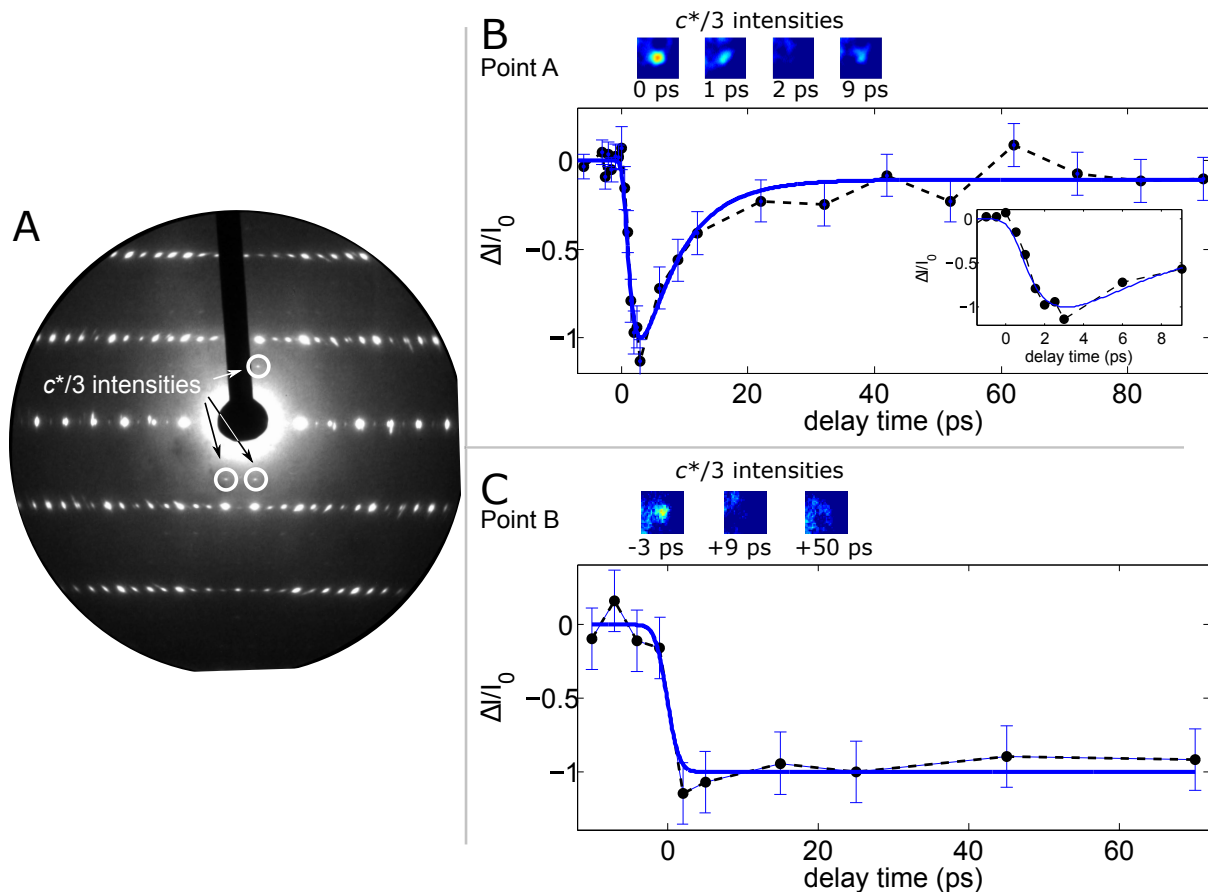 A
c*/3 intensities
B
Point A
c*/3 intensities
0 ps 1 ps 2 ps 9 ps
ΔI/I0
0
−0.5
−1
0 20 40 60 80
delay time (ps)
ΔI/I0
0
−0.5
−1
0 2 4 6 8
delay time (ps)
C
Point B
c*/3 intensities
-3 ps +9 ps +50 ps
ΔI/I0
0
−0.5
−1
0 20 40 60
delay time (ps)